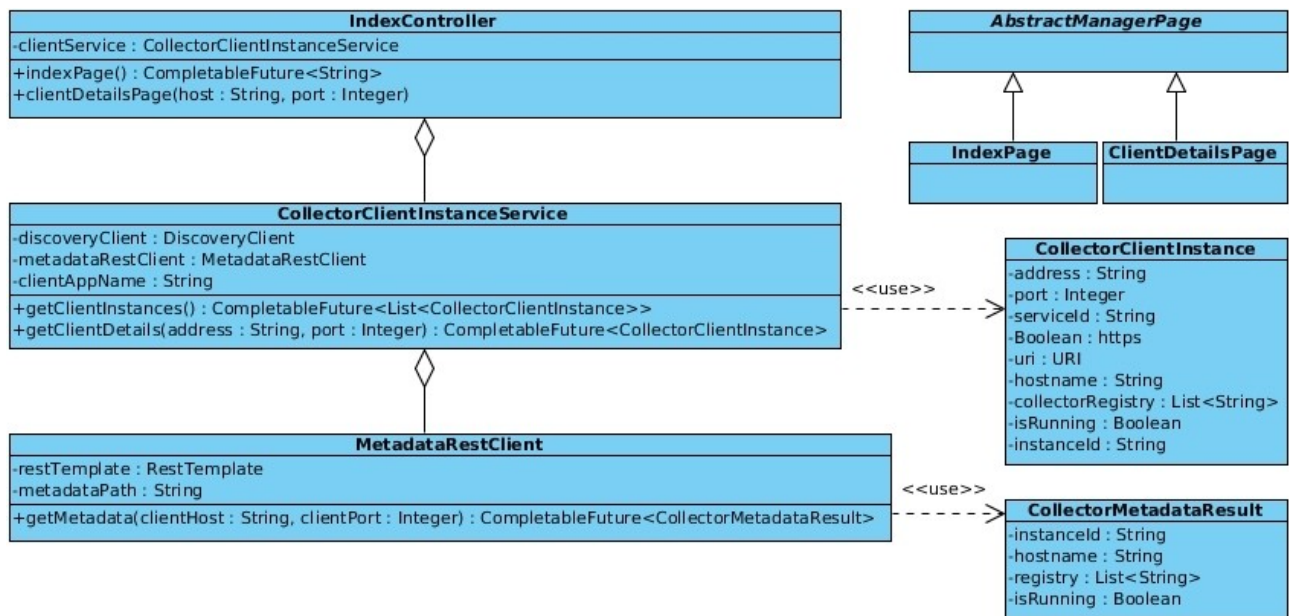 IndexController
-clientService : CollectorClientInstanceService
+indexPage() : CompletableFuture<String>
+clientDetailsPage(host : String, port : Integer)
AbstractManagerPage
IndexPage
ClientDetailsPage
CollectorClientInstanceService
-discoveryClient : DiscoveryClient
-metadataRestClient : MetadataRestClient
-clientAppName : String
+getClientInstances() : CompletableFuture<List<CollectorClientInstance>>
+getClientDetails(address : String, port : Integer) : CompletableFuture<CollectorClientInstance>
<<use>>
CollectorClientInstance
-address : String
-port : Integer
-serviceId : String
-Boolean : https
-uri : URI
-hostname : String
-collectorRegistry : List<String>
-isRunning : Boolean
-instanceId : String
MetadataRestClient
-restTemplate : RestTemplate
-metadataPath : String
+getMetadata(clientHost : String, clientPort : Integer) : CompletableFuture<CollectorMetadataResult>
<<use>>
CollectorMetadataResult
-instanceId : String
-hostname : String
-registry : List<String>
-isRunning : Boolean